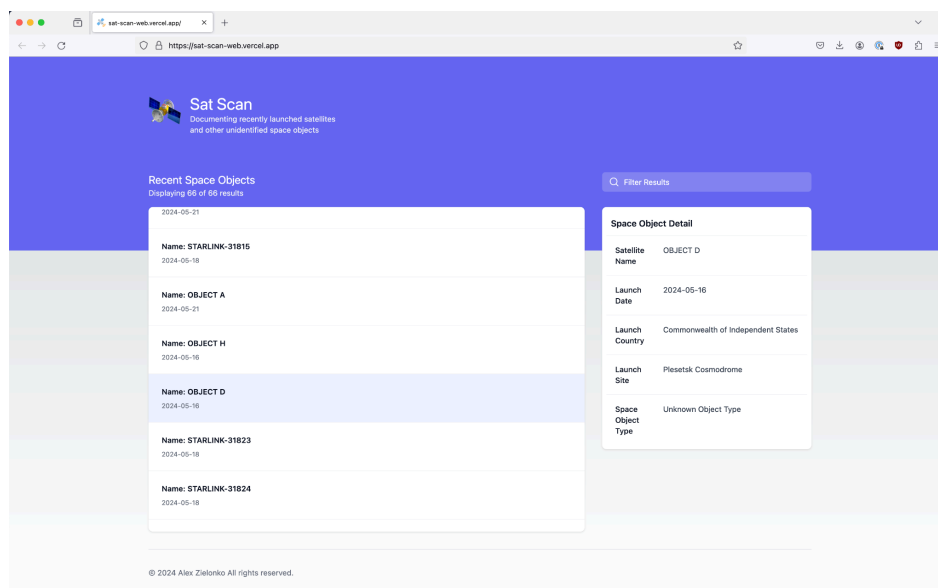 sat-scan-web.vercel.app/
https://sat-scan-web.vercel.app
Sat Scan
Documenting recently launched satellites
and other unidentified space objects
Recent Space Objects
Displaying 66 of 66 results
Filter Results
2024-05-21
Name: STARLINK-31815
2024-05-18
Name: OBJECT A
2024-05-21
Name: OBJECT H
2024-05-16
Name: OBJECT D
2024-05-16
Name: STARLINK-31823
2024-05-18
Name: STARLINK-31824
2024-05-18
Space Object Detail
Satellite OBJECT D
Name
Launch 2024-05-16
Date
Launch Commonwealth of Independent States
Country
Launch Plesetsk Cosmodrome
Site
Space Unknown Object Type
Object
Type
© 2024 Alex Zielonko All rights reserved.